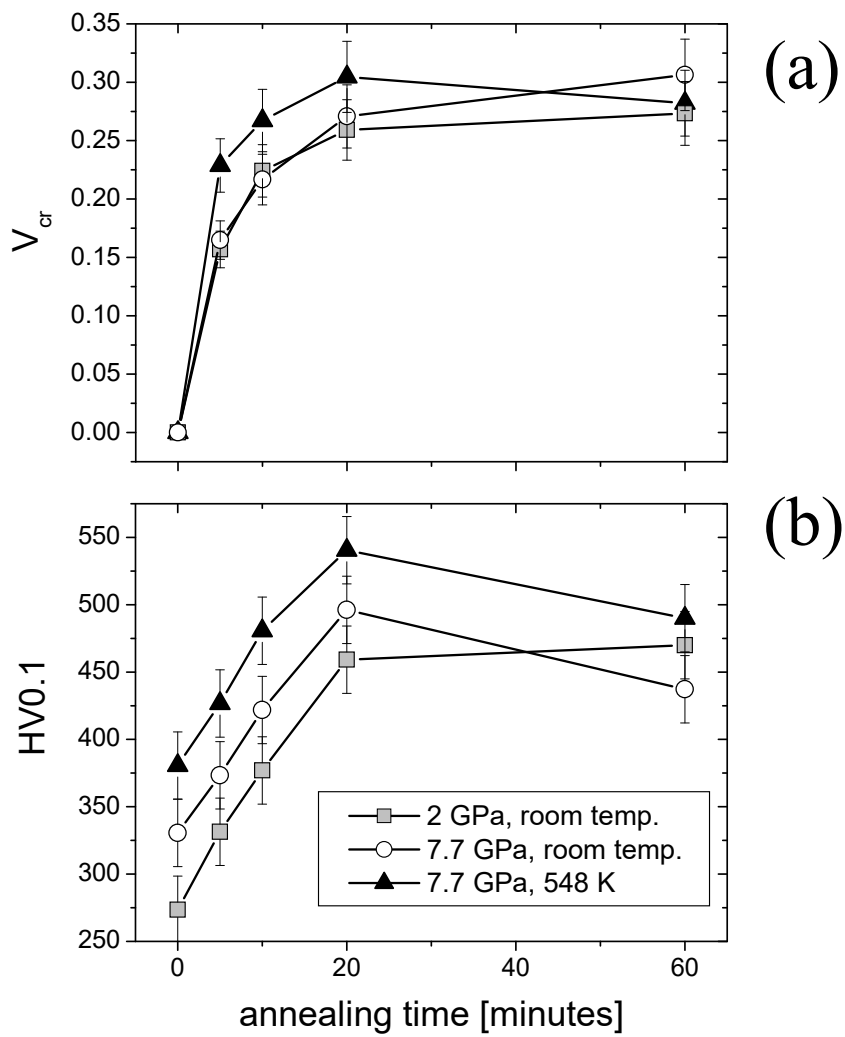 0.35
0.30
0.25
0.20
0.15
0.10
0.05
0.00
V_cr
(a)
550
500
450
400
350
300
250
HV0.1
(b)
2 GPa, room temp.
7.7 GPa, room temp.
7.7 GPa, 548 K
0 20 40 60
annealing time [minutes]